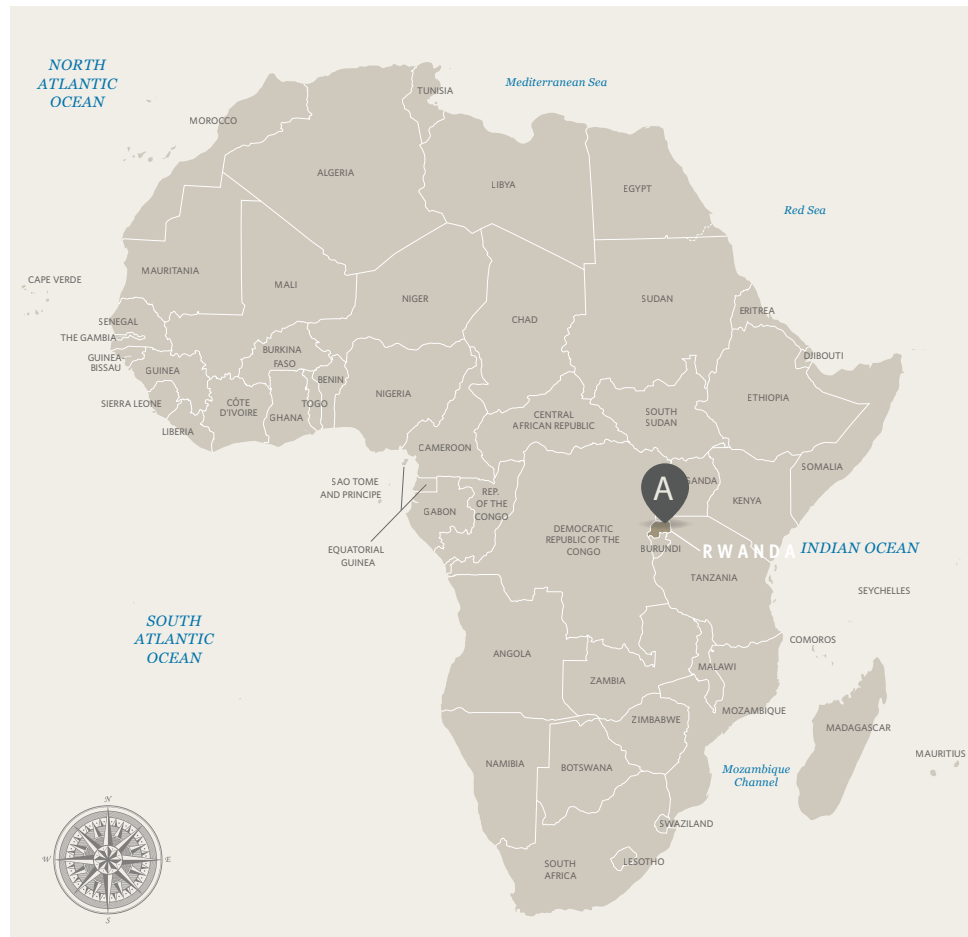 NORTH
ATLANTIC
OCEAN
Mediterranean Sea
TUNISIA
MOROCCO
ALGERIA
LIBYA
EGYPT
Red Sea
CAPE VERDE
MAURITANIA
MALI
NIGER
CHAD
SUDAN
ERITREA
SENEGAL
THE GAMBIA
GUINEA-
BISSAU
GUINEA
BURKINA
FASO
BENIN
NIGERIA
DJIBOUTI
ETHIOPIA
SIERRA LEONE
CÔTE
D'IVOIRE
GHANA
TOGO
LIBERIA
CENTRAL
AFRICAN REPUBLIC
SOUTH
SUDAN
CAMEROON
SOMALIA
SAO TOME
AND PRINCIPE
REP.
OF THE
CONGO
GABON
A
ANDA
KENYA
EQUATORIAL
GUINEA
DEMOCRATIC
REPUBLIC OF THE
CONGO
BURUNDI
RWANDA
INDIAN OCEAN
TANZANIA
SEYCHELLES
SOUTH
ATLANTIC
OCEAN
COMOROS
ANGOLA
MALAWI
ZAMBIA
MOZAMBIQUE
ZIMBABWE
MADAGASCAR
MAURITIUS
NAMIBIA
BOTSWANA
Mozambique
Channel
SWAZILAND
LESOTHO
SOUTH
AFRICA
N
W
E
S